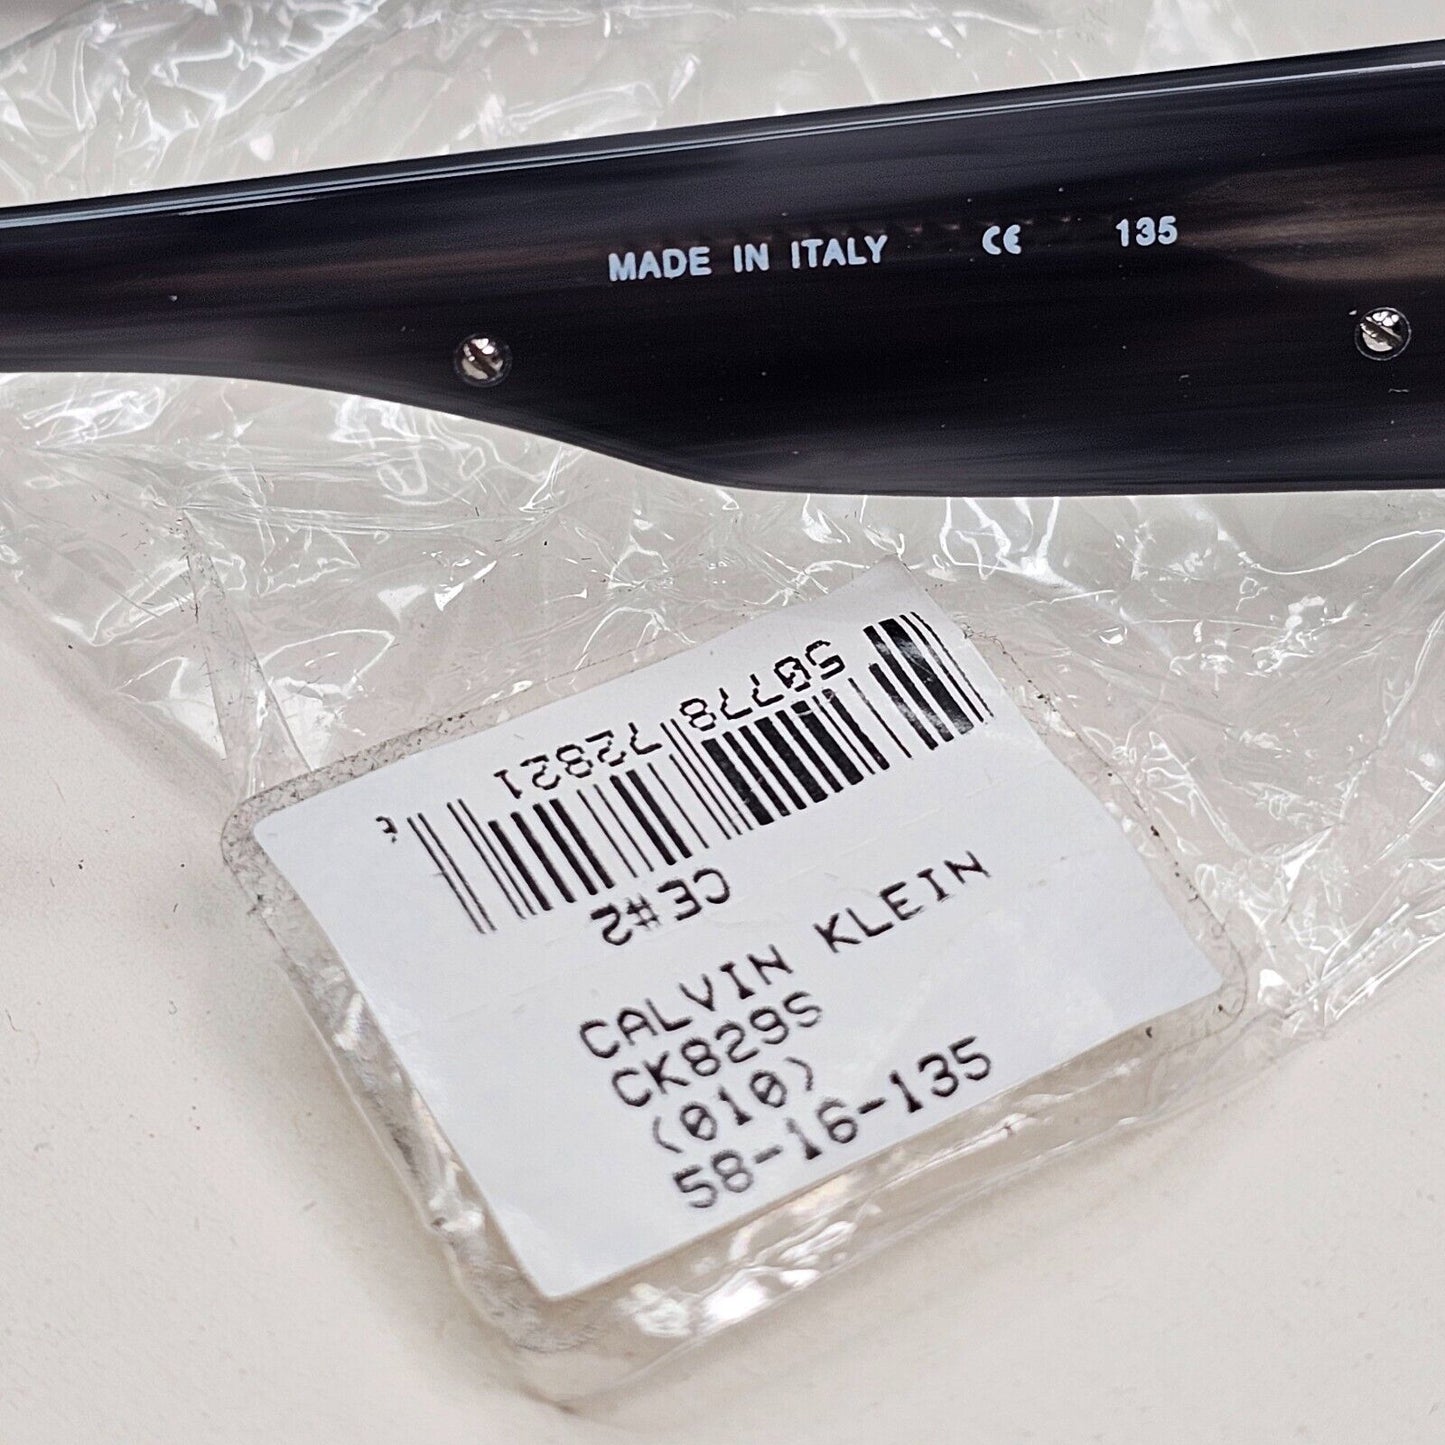 MADE IN ITALY CE 135
50778 72821
CE #2
CALVIN KLEIN
CK829S
(010)
58-16-135